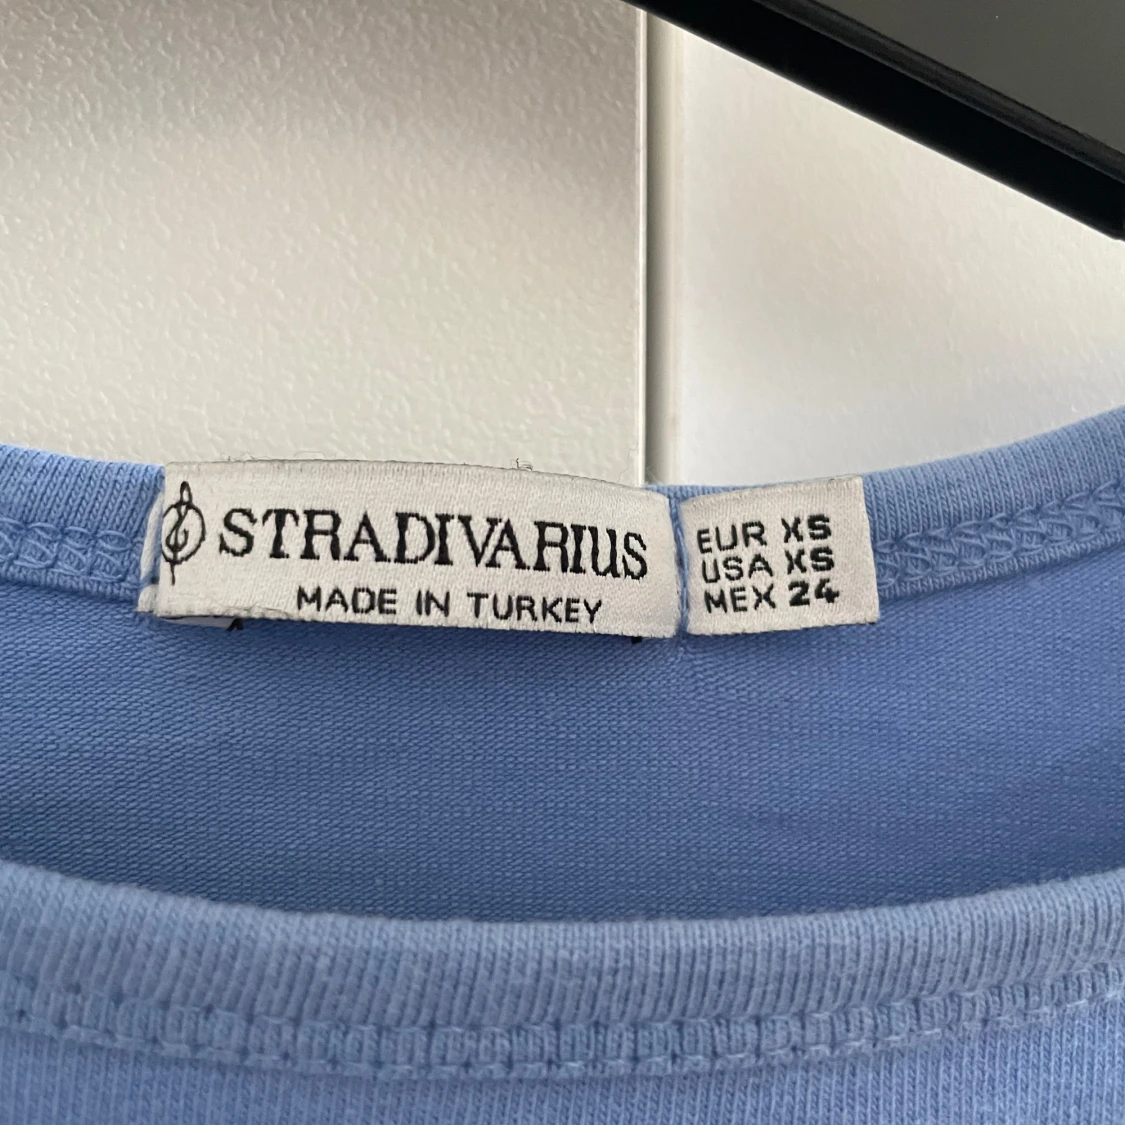 STRADIVARIUS
MADE IN TURKEY
EUR XS
USA XS
MEX 24